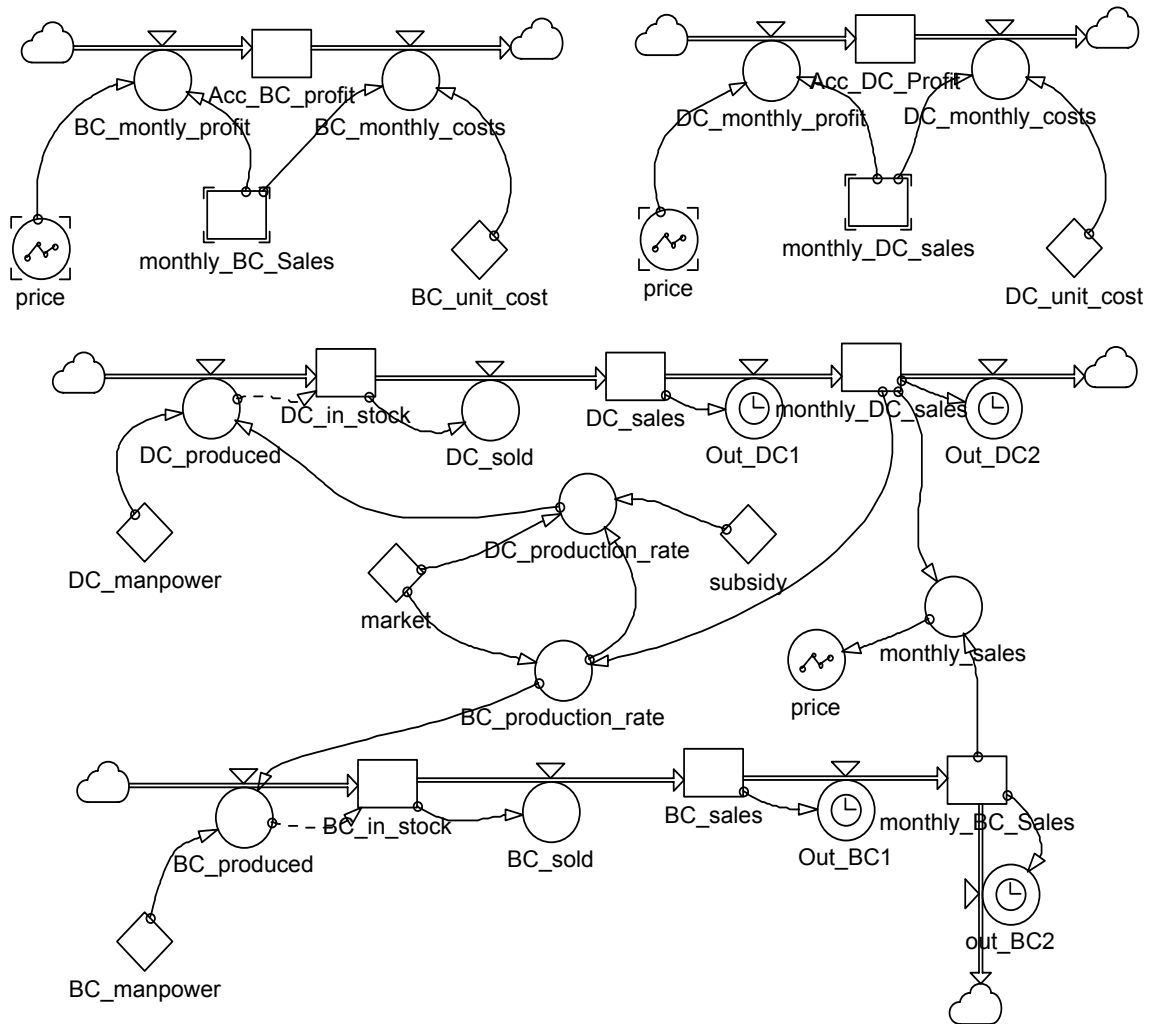 Acc_BC_profit
BC_montly_profit
BC_monthly_costs
monthly_BC_Sales
price
BC_unit_cost
Acc_DC_Profit
DC_monthly_profit
DC_monthly_costs
monthly_DC_sales
price
DC_unit_cost
DC_in_stock
DC_sales
monthly_DC_sales
DC_produced
DC_sold
Out_DC1
Out_DC2
DC_production_rate
DC_manpower
subsidy
market
monthly_sales
price
BC_production_rate
BC_in_stock
BC_sales
monthly_BC_Sales
BC_produced
BC_sold
Out_BC1
out_BC2
BC_manpower